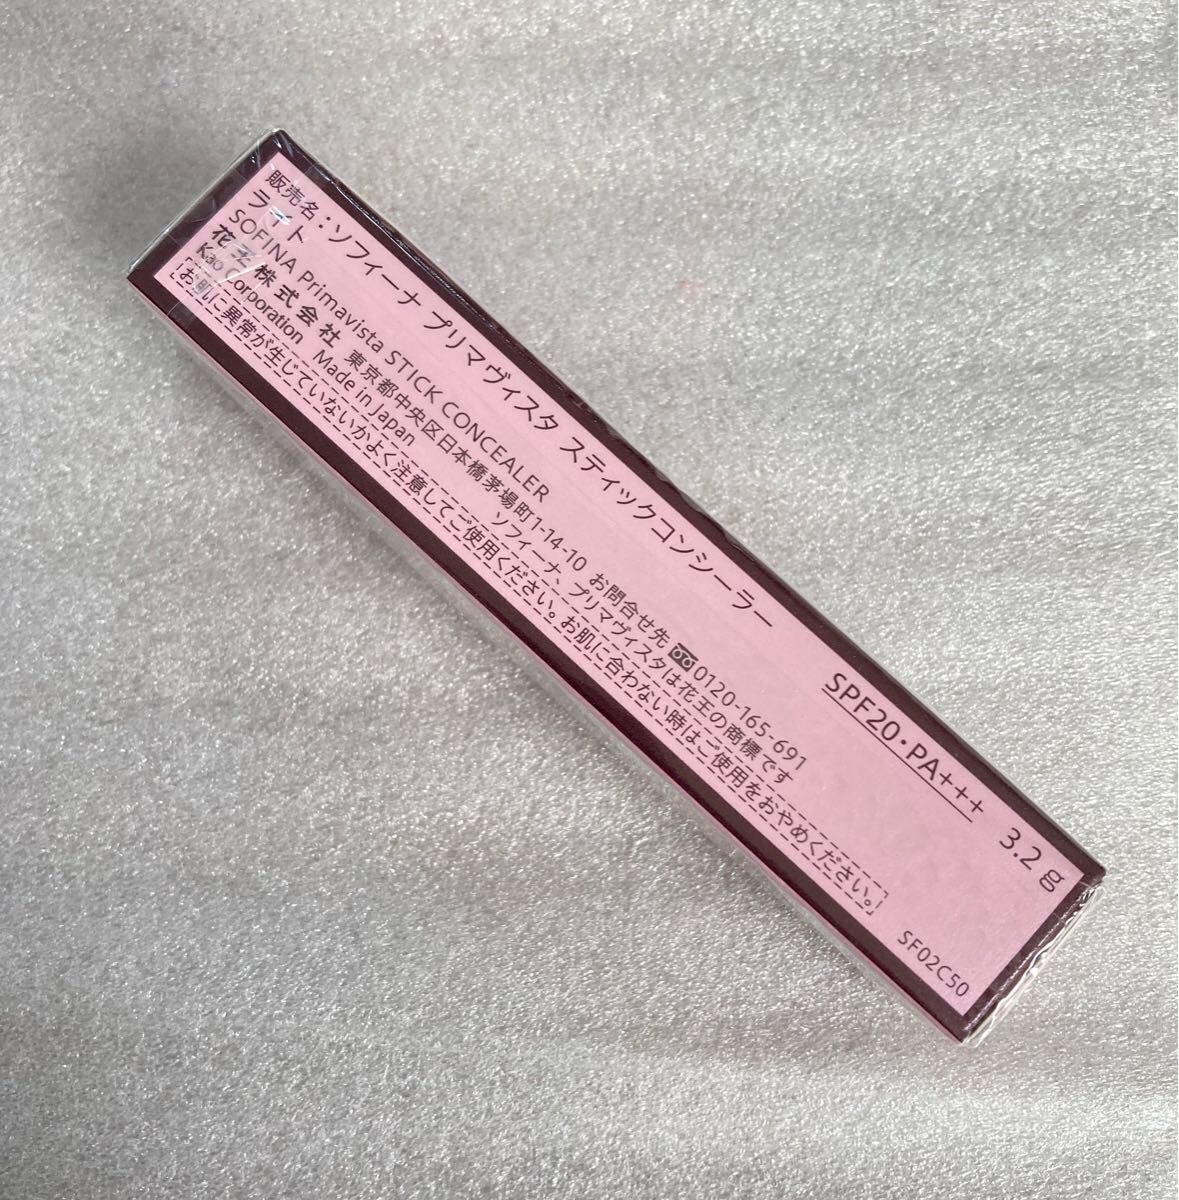 販売名：ソフィーナ プリマヴィスタ スティックコンシーラー
ライト
SPF20・PA+++ 3.2 g
SOFINA Primavista STICK CONCEALER
花王株式会社 東京都中央区日本橋茅場町1-14-10 お問合せ先 0120-165-691
Kao Corporation Made in Japan ソフィーナ、プリマヴィスタは花王の商標です
お肌に異常が生じていないかよく注意してご使用ください。お肌に合わない時はご使用をおやめください。
SF02C50